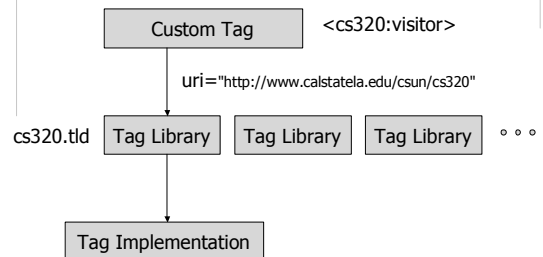 Custom Tag <cs320:visitor>
uri="http://www.calstatela.edu/csun/cs320"
cs320.tld Tag Library Tag Library Tag Library
Tag Implementation